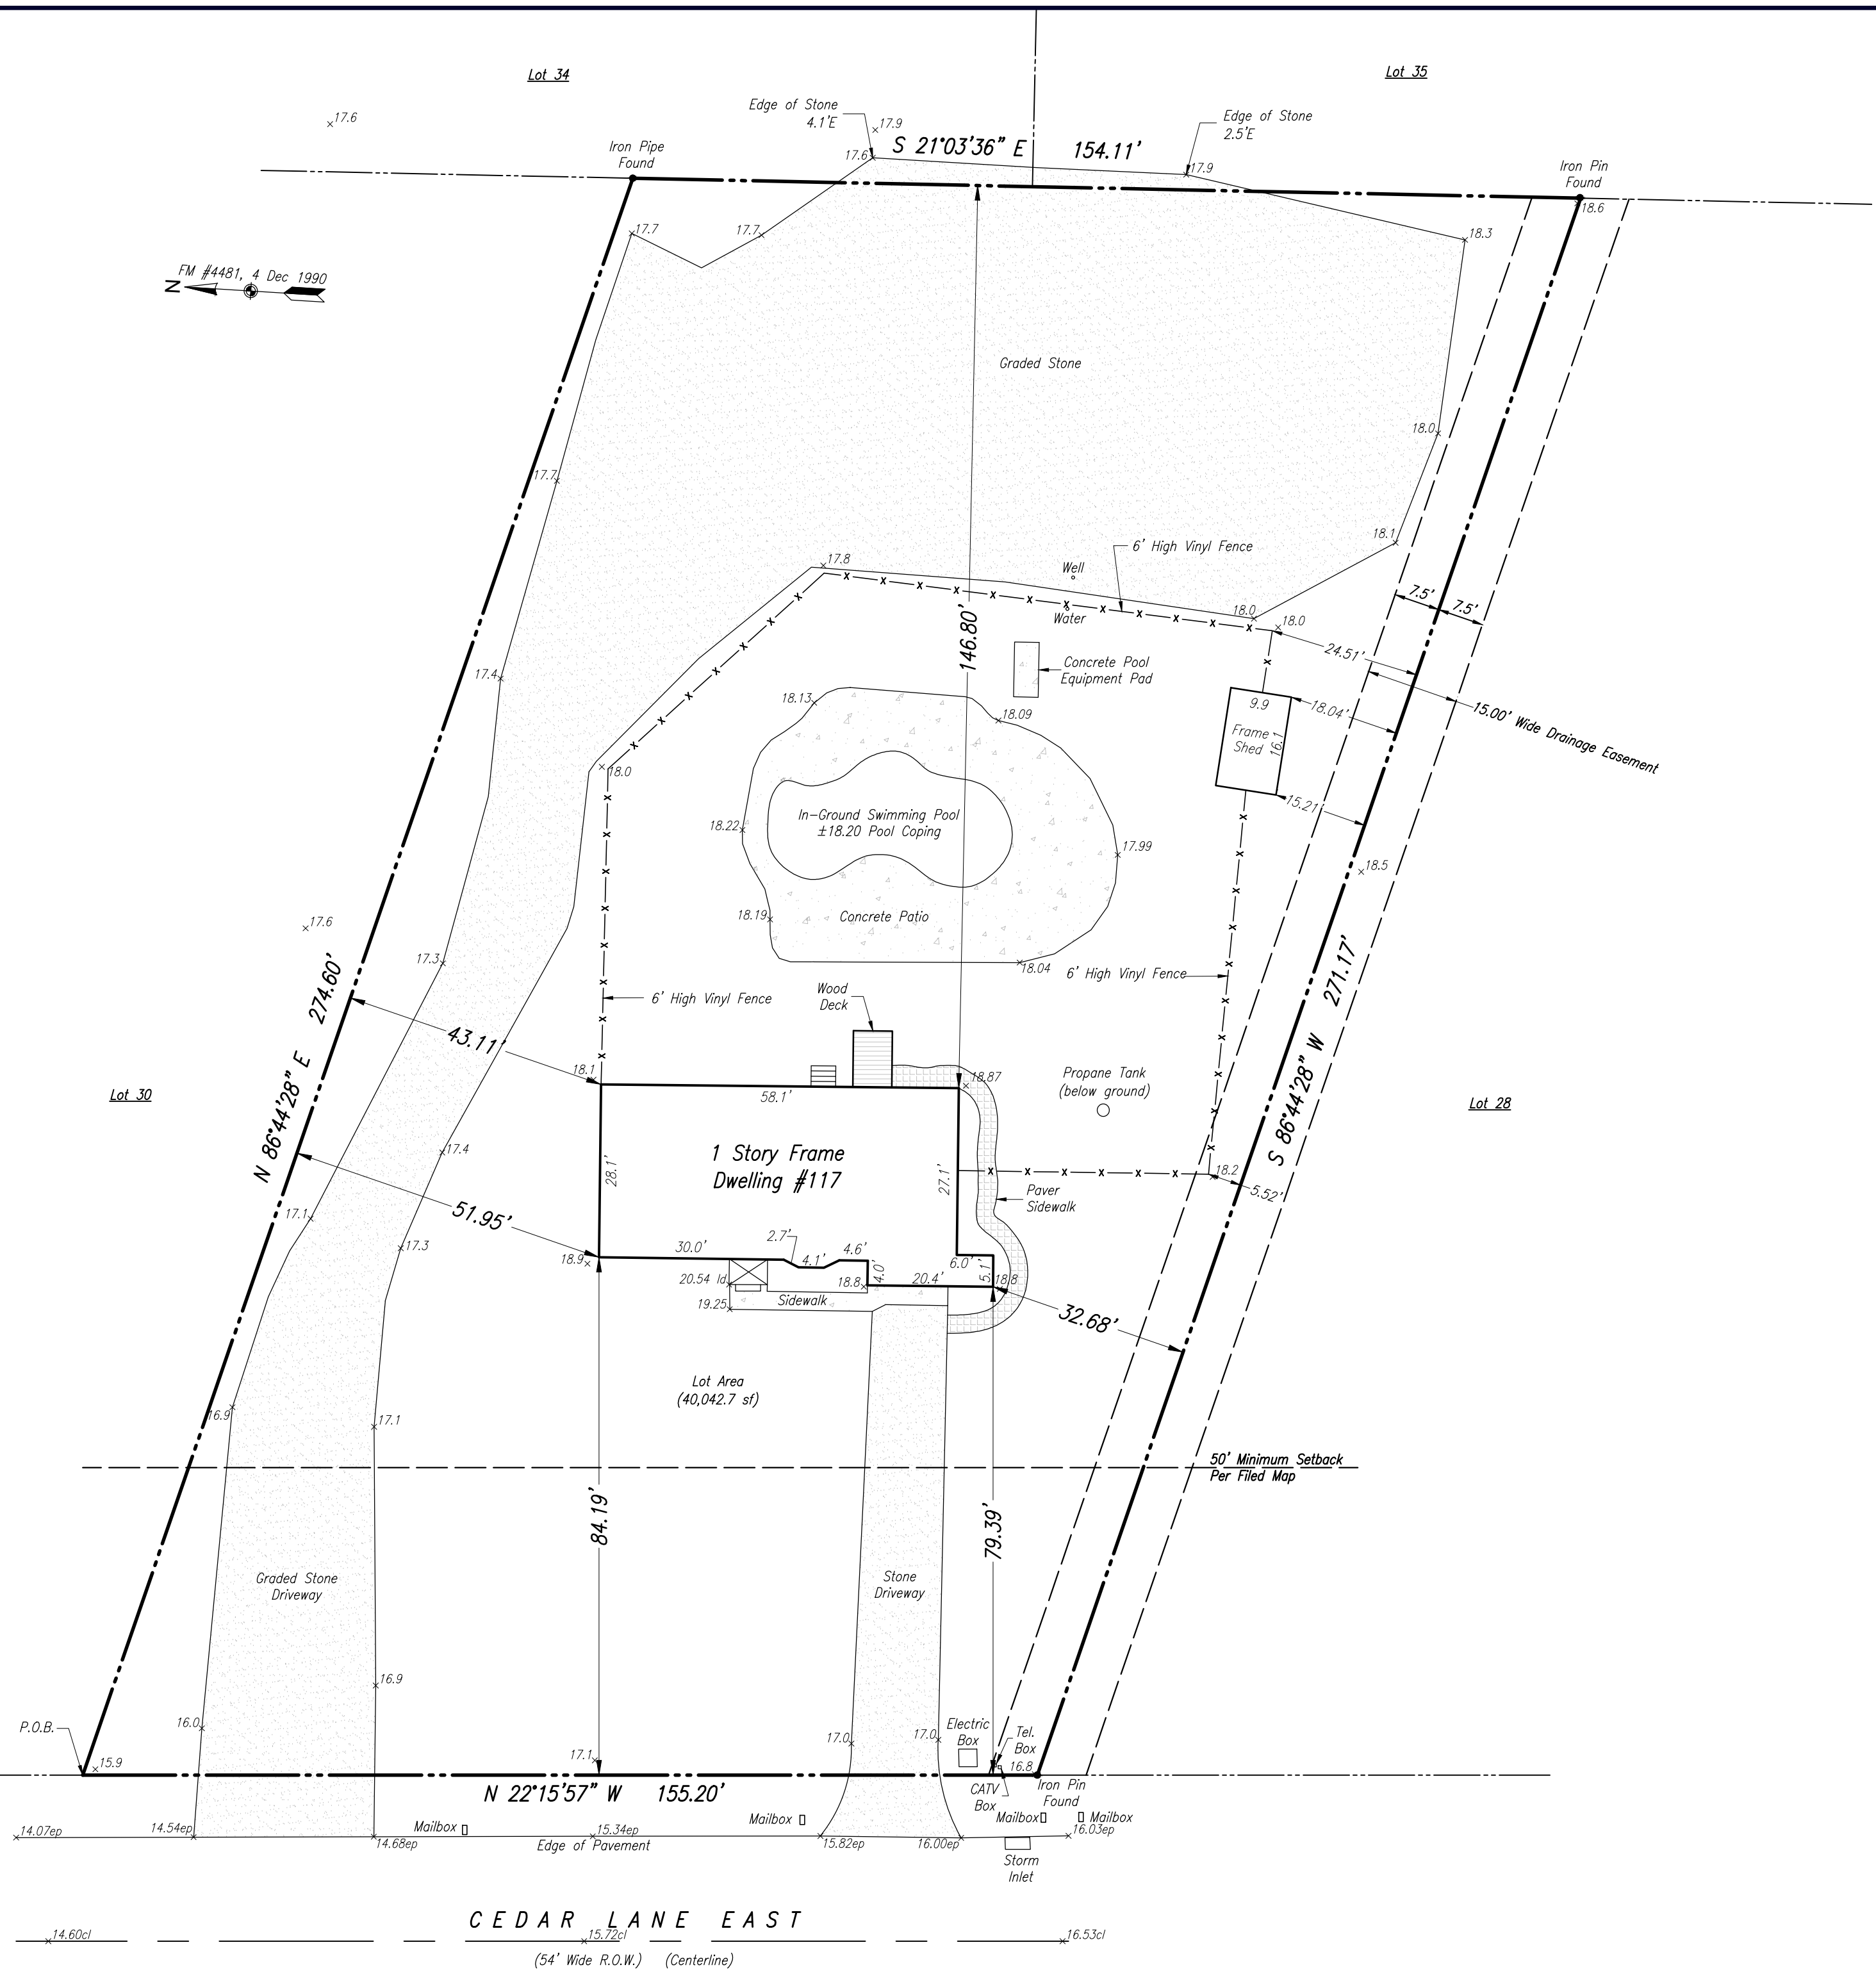 Lot 34
Lot 35
Edge of Stone
4.1'E
17.9
Edge of Stone
2.5'E
17.6
S 21°03'36" E 154.11'
17.6
17.9
Iron Pipe
Found
Iron Pin
Found
18.6
17.7
17.7
18.3
FM #4481, 4 Dec 1990
N
Graded Stone
18.0
17.7
18.1
17.8
6' High Vinyl Fence
Well
Water
18.0
18.0
7.5'
7.5'
146.80'
24.51'
17.4
Concrete Pool
Equipment Pad
18.13
18.09
9.9
Frame
Shed
16.1
18.04'
15.00' Wide Drainage Easement
18.0
In-Ground Swimming Pool
±18.20 Pool Coping
18.22
15.21'
17.99
18.5
17.6
18.19
Concrete Patio
17.3
18.04
6' High Vinyl Fence
N 86°44'28" E 274.60'
S 86°44'28" W 271.17'
6' High Vinyl Fence
Wood
Deck
43.11'
18.1
18.87
Propane Tank
(below ground)
58.1'
Lot 30
Lot 28
1 Story Frame
Dwelling #117
28.1'
27.1'
17.4
18.2
5.52'
Paver
Sidewalk
17.1
51.95'
17.3
18.9
30.0'
2.7'
4.1'
4.6'
4.0'
6.0'
5.1'
20.54 ld
18.8
20.4'
18.8
19.25
Sidewalk
32.68'
Lot Area
(40,042.7 sf)
16.9
17.1
50' Minimum Setback
Per Filed Map
84.19'
79.39'
Graded Stone
Driveway
Stone
Driveway
16.9
16.0
P.O.B.
15.9
17.1
17.0
17.0
Electric
Box
Tel.
Box
16.8
N 22°15'57" W 155.20'
CATV
Box
Iron Pin
Found
Mailbox
Mailbox
Mailbox
Mailbox
14.07ep
14.54ep
14.68ep
15.34ep
Edge of Pavement
15.82ep
16.00ep
16.03ep
Storm
Inlet
CEDAR LANE EAST
14.60cl
15.72cl
16.53cl
(54' Wide R.O.W.) (Centerline)